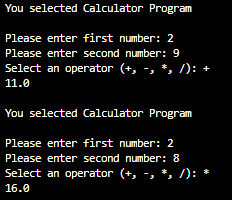 You selected Calculator Program
Please enter first number: 2
Please enter second number: 9
Select an operator (+, -, *, /): +
11.0
You selected Calculator Program
Please enter first number: 2
Please enter second number: 8
Select an operator (+, -, *, /): *
16.0